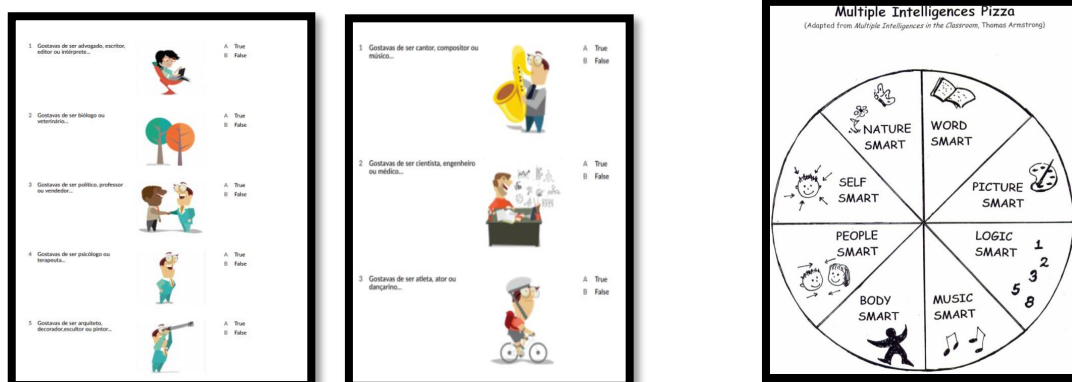 1 Gostavas de ser advogado, escritor,
editor ou intérprete...
A True
B False
2 Gostavas de ser biólogo ou
veterinário...
A True
B False
3 Gostavas de ser político, professor
ou vendedor...
A True
B False
4 Gostavas de ser psicólogo ou
terapeuta...
A True
B False
5 Gostavas de ser arquiteto,
decorador,escultor ou pintor...
A True
B False
1 Gostavas de ser cantor, compositor ou
músico...
A True
B False
2 Gostavas de ser cientista, engenheiro
ou médico...
A True
B False
3 Gostavas de ser atleta, ator ou
dançarino...
A True
B False
Multiple Intelligences Pizza
(Adapted from Multiple Intelligences in the Classroom, Thomas Armstrong)
NATURE
SMART
WORD
SMART
SELF
SMART
PICTURE
SMART
PEOPLE
SMART
LOGIC
SMART
1
2
3
5
8
BODY
SMART
MUSIC
SMART